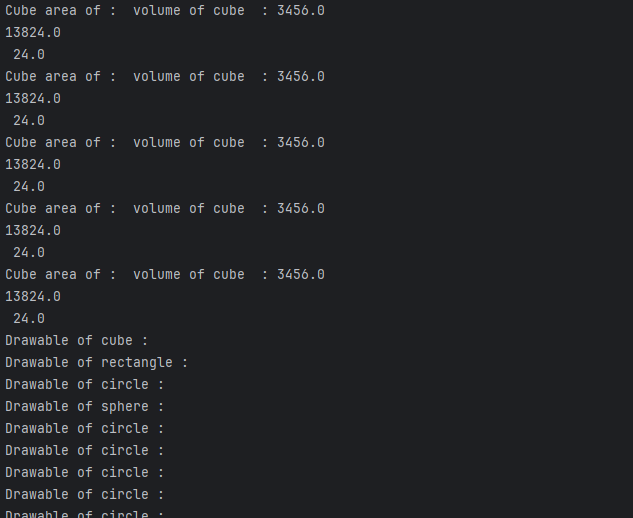 Cube area of :  volume of cube  : 3456.0
13824.0
 24.0
Cube area of :  volume of cube  : 3456.0
13824.0
 24.0
Cube area of :  volume of cube  : 3456.0
13824.0
 24.0
Cube area of :  volume of cube  : 3456.0
13824.0
 24.0
Cube area of :  volume of cube  : 3456.0
13824.0
 24.0
Drawable of cube :
Drawable of rectangle :
Drawable of circle :
Drawable of sphere :
Drawable of circle :
Drawable of circle :
Drawable of circle :
Drawable of circle :
Drawable of circle :